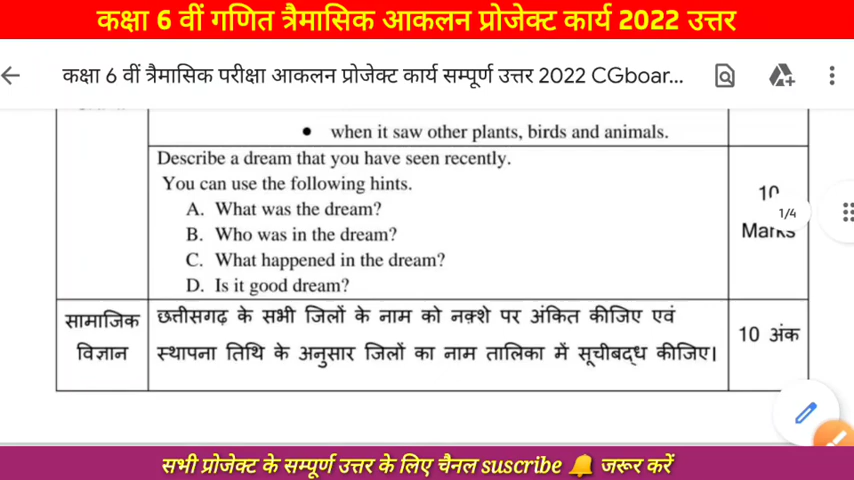 कक्षा 6 वीं गणित त्रैमासिक आकलन प्रोजेक्ट कार्य 2022 उत्तर
कक्षा 6 वीं त्रैमासिक परीक्षा आकलन प्रोजेक्ट कार्य सम्पूर्ण उत्तर 2022 CGboar...
• when it saw other plants, birds and animals.
Describe a dream that you have seen recently.
You can use the following hints.
A. What was the dream?
B. Who was in the dream?
C. What happened in the dream?
D. Is it good dream?
10
Marks
1/4
सामाजिक विज्ञान
छत्तीसगढ़ के सभी जिलों के नाम को नक़्शे पर अंकित कीजिए एवं
स्थापना तिथि के अनुसार जिलों का नाम तालिका में सूचीबद्ध कीजिए।
10 अंक
सभी प्रोजेक्ट के सम्पूर्ण उत्तर के लिए चैनल suscribe 🔔 जरूर करें